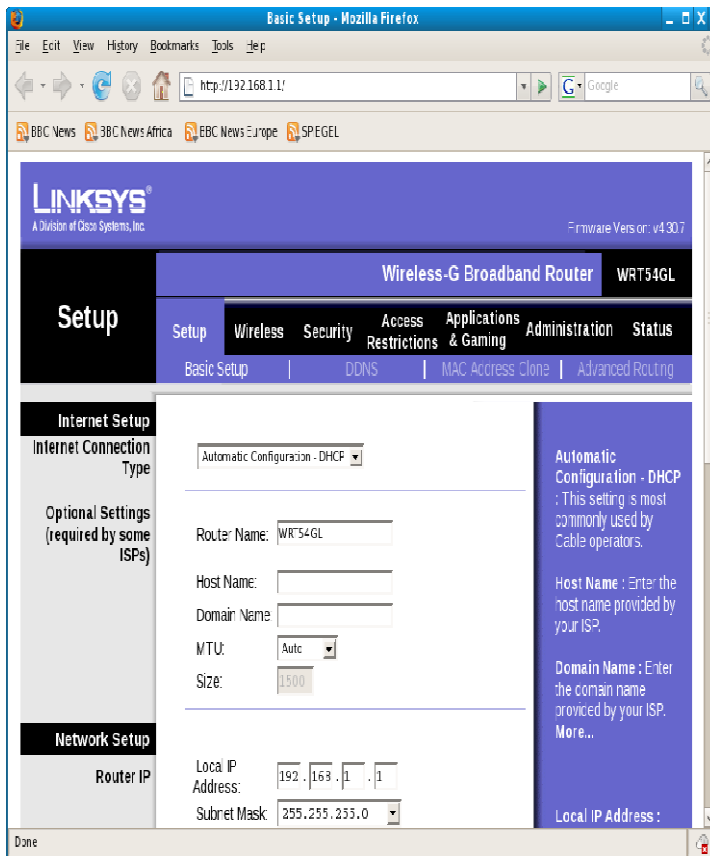 Basic Setup - Mozilla Firefox
File Edit View History Bookmarks Tools Help
http://192.168.1.1/
G Google
BBC News BBC News Africa BBC News Europe SPIEGEL
LINKSYS®
A Division of Cisco Systems, Inc.
Firmware Version: v4.30.7
Wireless-G Broadband Router WRT54GL
Setup
Setup Wireless Security Access Restrictions Applications & Gaming Administration Status
Basic Setup | DDNS | MAC Address Clone | Advanced Routing
Internet Setup
Internet Connection
Type
Automatic Configuration - DHCP
Optional Settings
(required by some
ISPs)
Router Name: WRT54GL
Host Name:
Domain Name:
MTU: Auto
Size: 1500
Automatic
Configuration - DHCP
: This setting is most
commonly used by
Cable operators.
Host Name : Enter the
host name provided by
your ISP.
Domain Name : Enter
the domain name
provided by your ISP.
More...
Network Setup
Router IP
Local IP
Address: 192 . 168 . 1 . 1
Subnet Mask: 255.255.255.0
Local IP Address :
Done